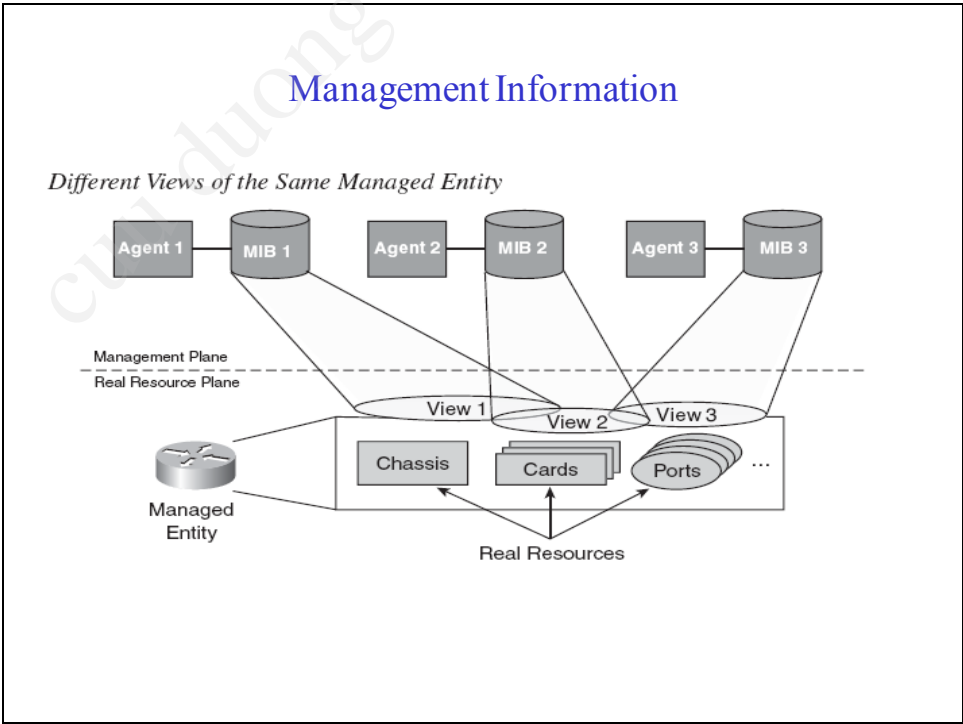 Management Information
cuu duong
Different Views of the Same Managed Entity
Agent 1
MIB 1
Agent 2
MIB 2
Agent 3
MIB 3
Management Plane
Real Resource Plane
View 1
View 2
View 3
Chassis
Cards
Ports
...
Managed
Entity
Real Resources